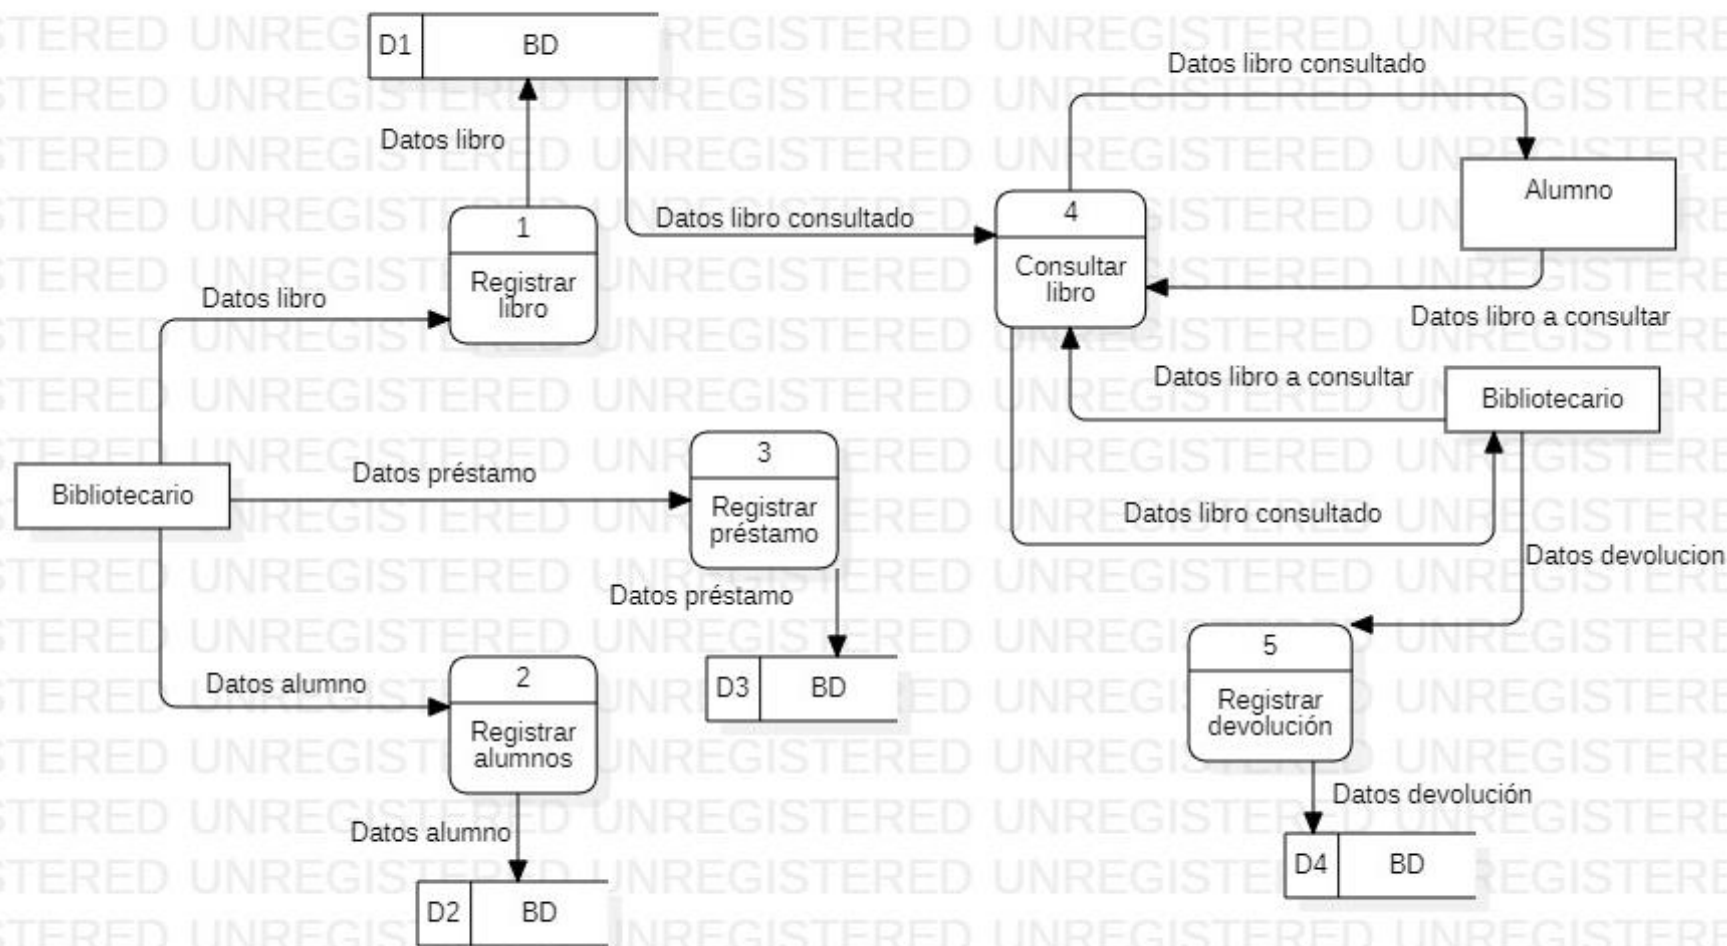 D1 BD
Datos libro consultado
Datos libro
Alumno
1
Registrar
libro
Datos libro consultado
4
Consultar
libro
Datos libro
Datos libro a consultar
Datos libro a consultar
Bibliotecario
3
Registrar
préstamo
Datos préstamo
Bibliotecario
Datos libro consultado
Datos devolucion
Datos préstamo
5
Registrar
devolución
Datos alumno
2
Registrar
alumnos
D3 BD
Datos devolución
Datos alumno
D4 BD
D2 BD
UNREGISTERED